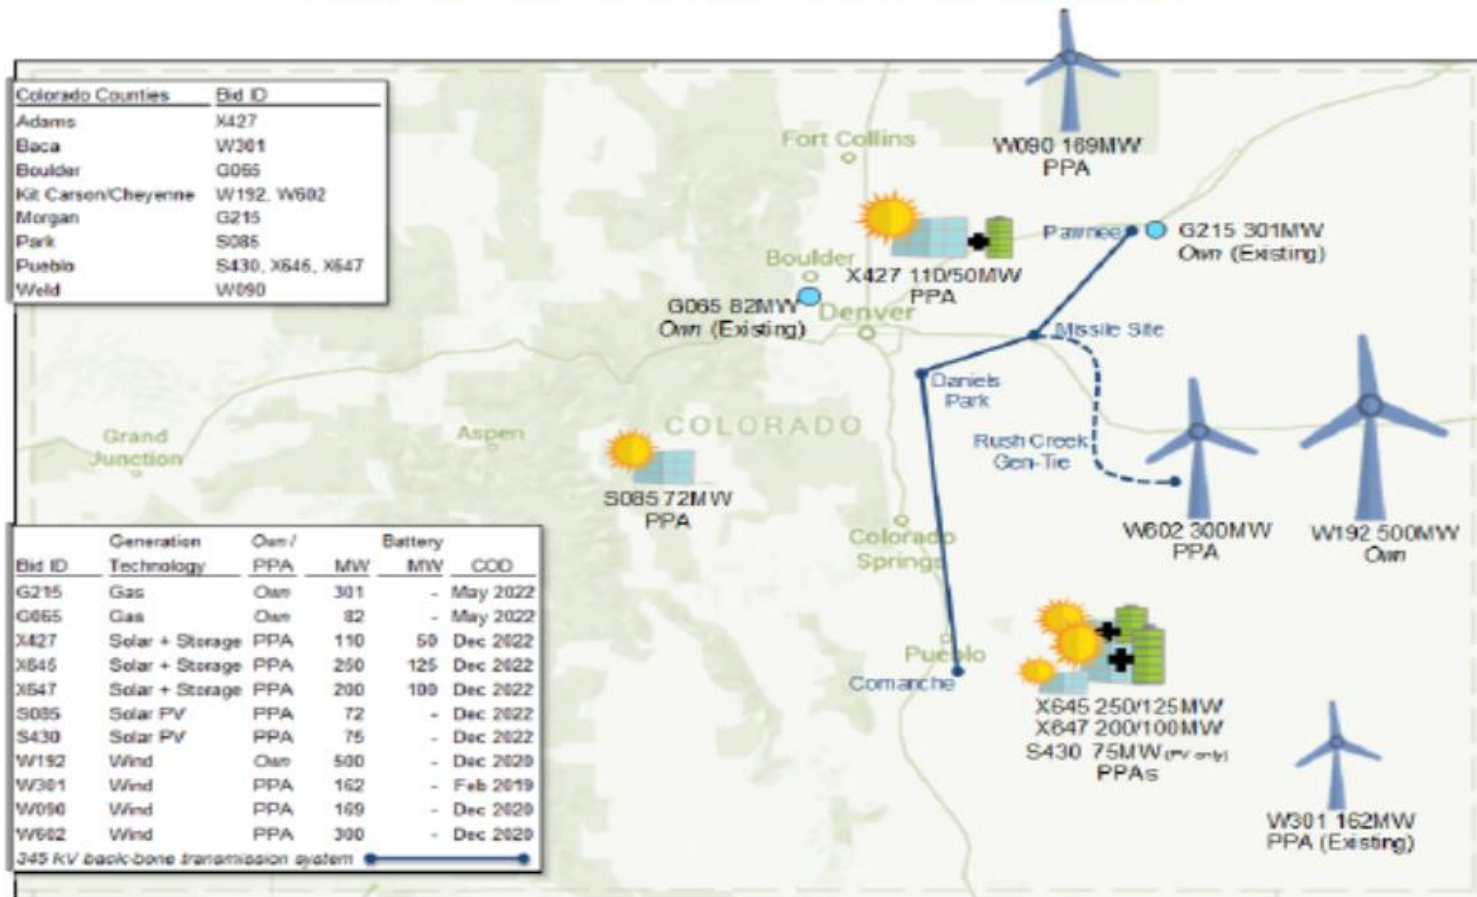 Colorado Counties Bid ID
Adams X427
Baca W301
Boulder G065
Kit Carson/Cheyenne W192, W602
Morgan G215
Park S085
Pueblo S430, X645, X647
Weld W090
W090 169MW
PPA
Fort Collins
Pawnee
G215 301MW
Own (Existing)
Boulder
X427 110/50MW
PPA
G065 82MW
Own (Existing)
Denver
Missile Site
Daniels
Park
COLORADO
Grand
Junction
Aspen
Rush Creek
Gen-Tie
S085 72MW
PPA
W602 300MW
PPA
W192 500MW
Own
Colorado
Springs
Pueblo
Comanche
X645 250/125MW
X647 200/100MW
S430 75MW (PV only)
PPAs
W301 162MW
PPA (Existing)
Generation Own / Battery
Bid ID Technology PPA MW MW COD
G215 Gas Own 301 - May 2022
G065 Gas Own 82 - May 2022
X427 Solar + Storage PPA 110 50 Dec 2022
X645 Solar + Storage PPA 250 125 Dec 2022
X647 Solar + Storage PPA 200 100 Dec 2022
S085 Solar PV PPA 72 - Dec 2022
S430 Solar PV PPA 75 - Dec 2022
W192 Wind Own 500 - Dec 2020
W301 Wind PPA 162 - Feb 2019
W090 Wind PPA 169 - Dec 2020
W602 Wind PPA 300 - Dec 2020
345 kV back-bone transmission system